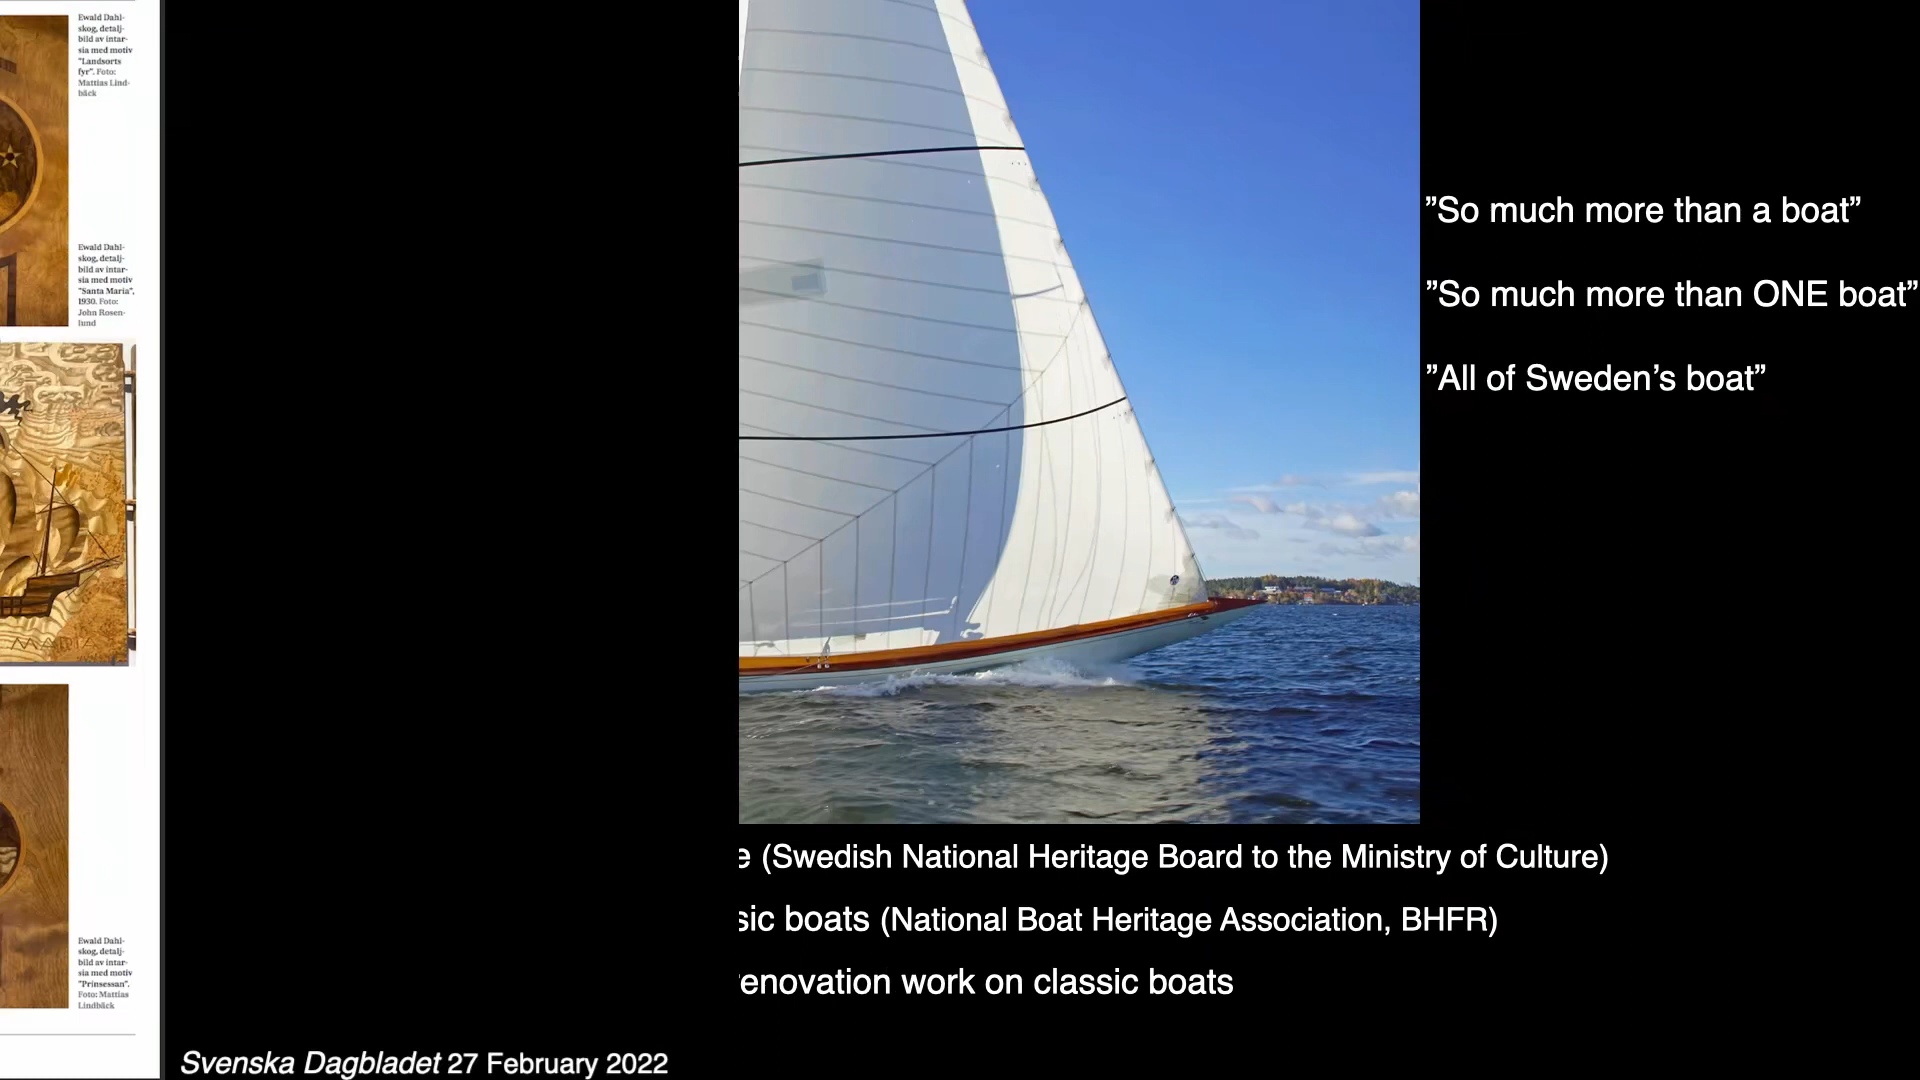 Ewald Dahl-
skog, detalj-
bild av intar-
sia med motiv
"Landsorts
fyr". Foto:
Mattias Lind-
bäck
Ewald Dahl-
skog, detalj-
bild av intar-
sia med motiv
"Santa Maria",
1930. Foto:
John Rosen-
lund
MARIA
Ewald Dahl-
skog, detalj-
bild av intar-
sia med motiv
"Prinsessan".
Foto: Mattias
Lindbäck
Svenska Dagbladet 27 February 2022
”So much more than a boat”
”So much more than ONE boat”
”All of Sweden’s boat”
e (Swedish National Heritage Board to the Ministry of Culture)
sic boats (National Boat Heritage Association, BHFR)
enovation work on classic boats